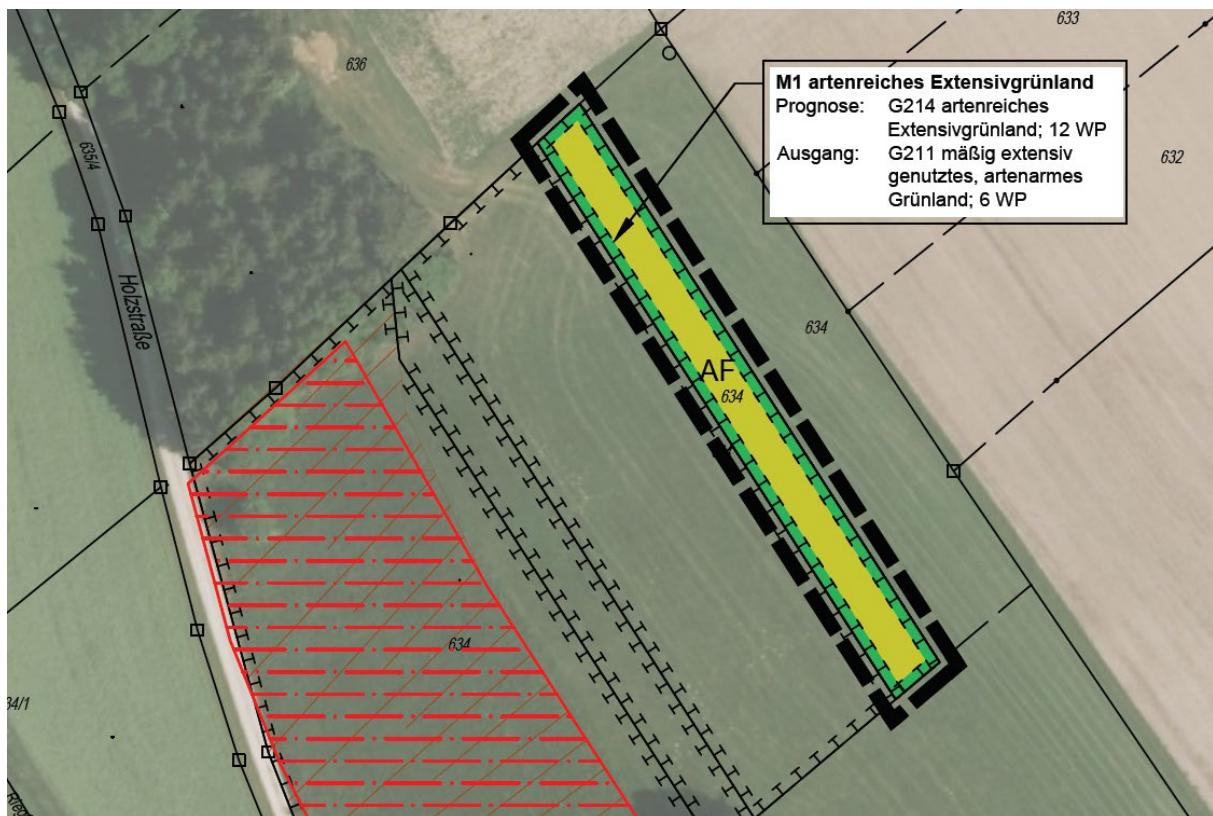 633
636
M1 artenreiches Extensivgrünland
Prognose: G214 artenreiches
Extensivgrünland; 12 WP
Ausgang: G211 mäßig extensiv
genutztes, artenarmes
Grünland; 6 WP
635/4
632
Holzstraße
634
AF
634
634
34/1